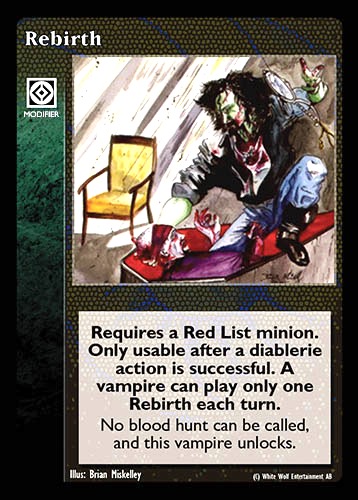 Rebirth
MODIFIER
Requires a Red List minion.
Only usable after a diablerie
action is successful. A
vampire can play only one
Rebirth each turn.
No blood hunt can be called,
and this vampire unlocks.
Illus: Brian Miskelley
(C) White Wolf Entertainment AB